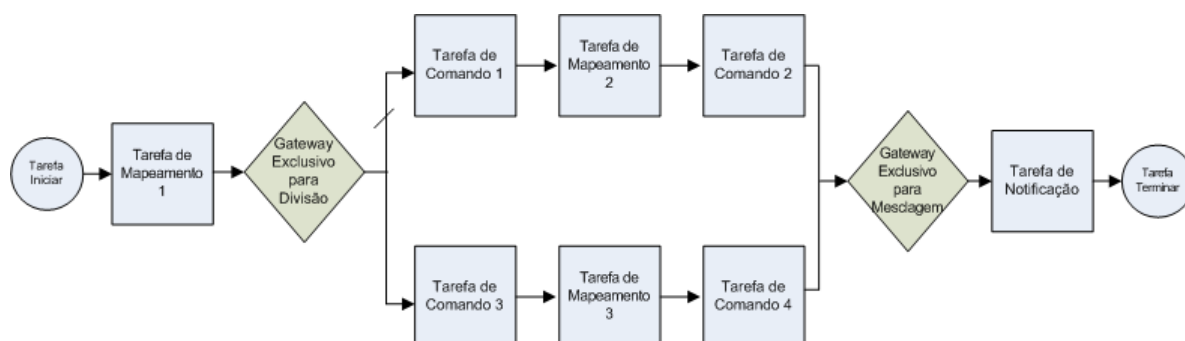 Tarefa
Iniciar
Tarefa de
Mapeamento
1
Gateway
Exclusivo
para
Divisão
Tarefa de
Comando 1
Tarefa de
Mapeamento
2
Tarefa de
Comando 2
Tarefa de
Comando 3
Tarefa de
Mapeamento
3
Tarefa de
Comando 4
Gateway
Exclusivo
para
Mesclagem
Tarefa de
Notificação
Tarefa
Terminar